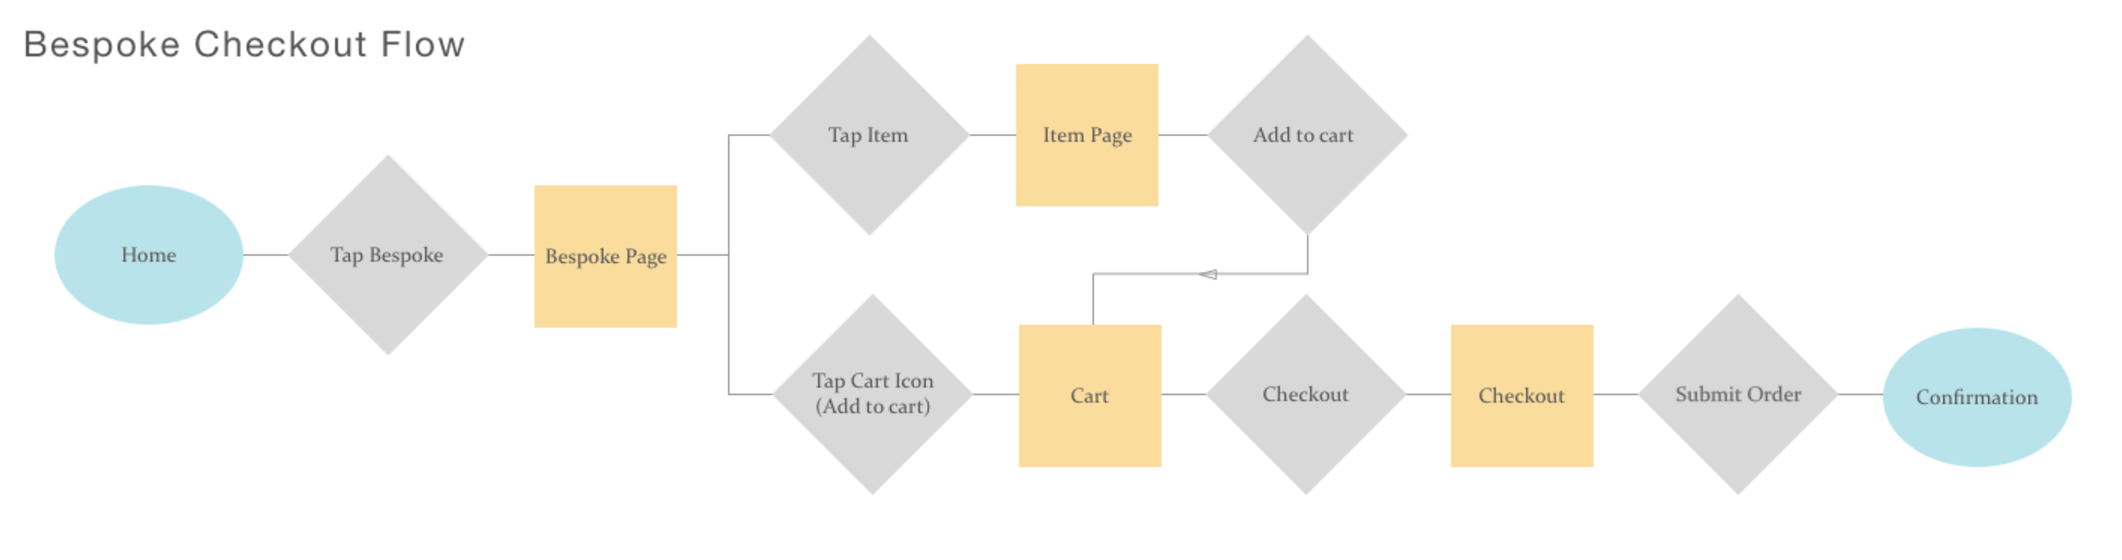 Bespoke Checkout Flow
Home
Tap Bespoke
Bespoke Page
Tap Item
Item Page
Add to cart
Tap Cart Icon
(Add to cart)
Cart
Checkout
Checkout
Submit Order
Confirmation